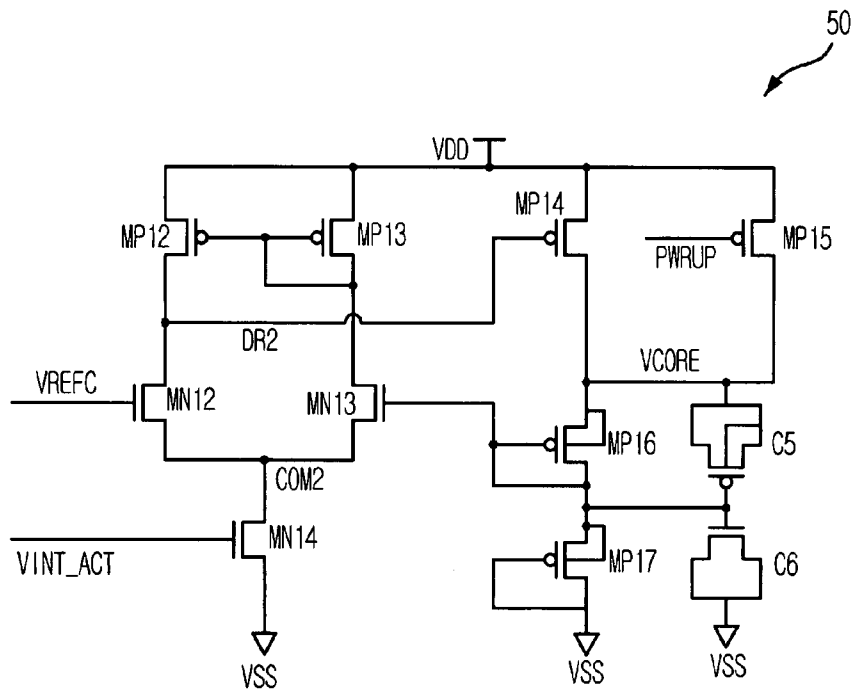 50
VDD
MP12
MP13
MP14
PWRUP
MP15
DR2
VCORE
VREFC
MN12
MN13
MP16
C5
COM2
MN14
VINT_ACT
MP17
C6
VSS
VSS
VSS